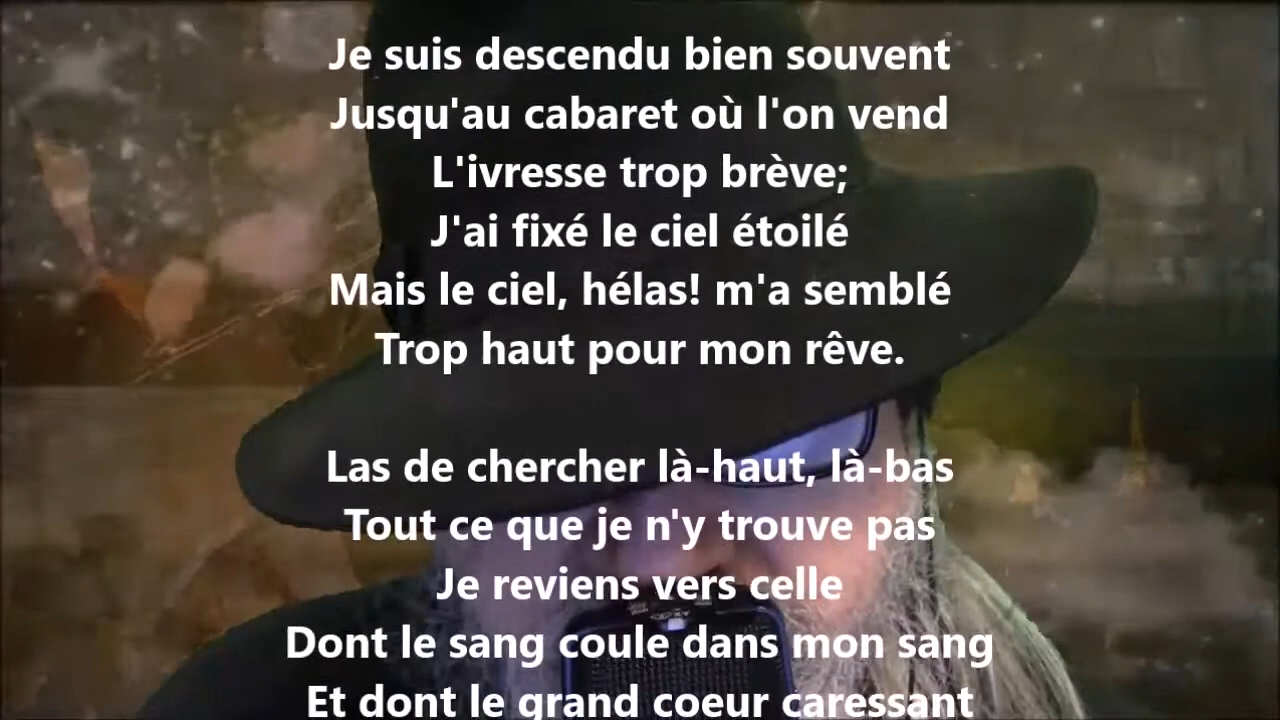 Je suis descendu bien souvent
Jusqu'au cabaret où l'on vend
L'ivresse trop brève;
J'ai fixé le ciel étoilé
Mais le ciel, hélas! m'a semblé
Trop haut pour mon rêve.
Las de chercher là-haut, là-bas
Tout ce que je n'y trouve pas
Je reviens vers celle
Dont le sang coule dans mon sang
Et dont le grand coeur caressant